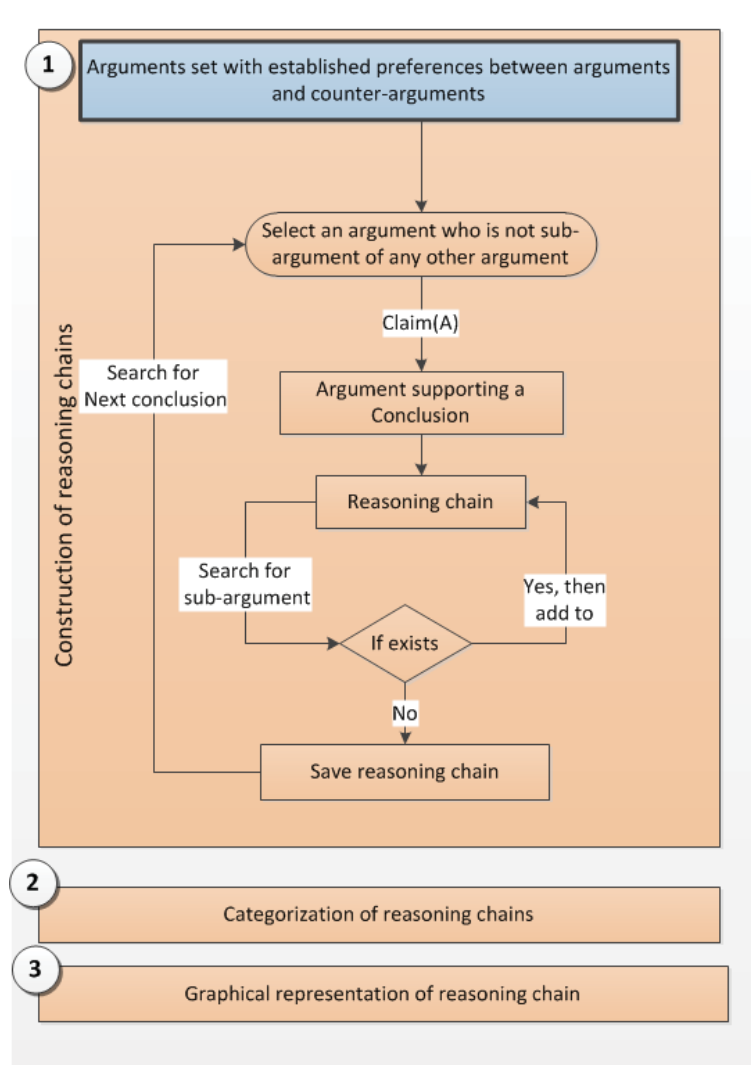 1
Arguments set with established preferences between arguments
and counter-arguments
Select an argument who is not sub-
argument of any other argument
Claim(A)
Argument supporting a
Conclusion
Reasoning chain
Search for
sub-argument
If exists
Yes, then
add to
No
Save reasoning chain
Search for
Next conclusion
Construction of reasoning chains
2
Categorization of reasoning chains
3
Graphical representation of reasoning chain